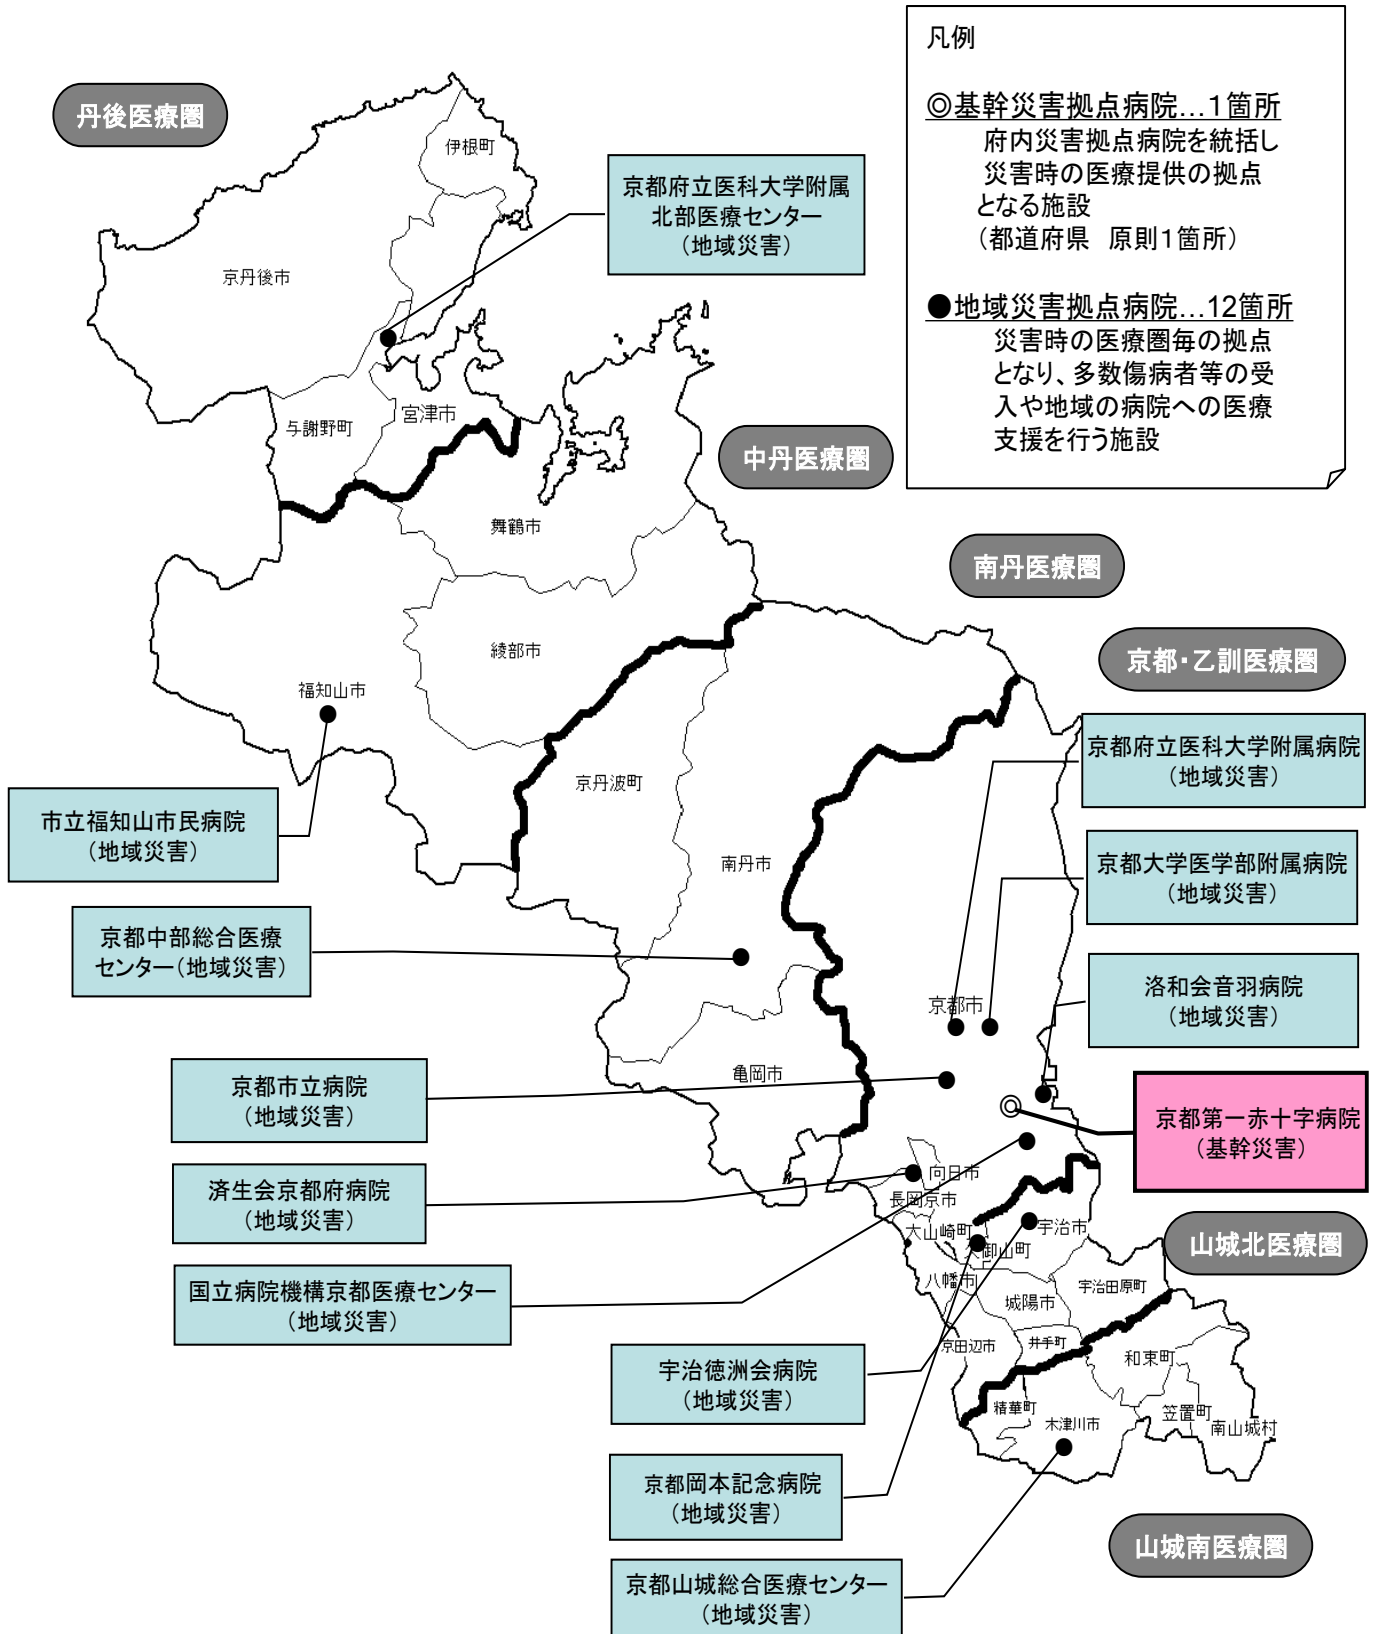 凡例
◎基幹災害拠点病院…1箇所
府内災害拠点病院を統括し
災害時の医療提供の拠点
となる施設
（都道府県　原則1箇所）
●地域災害拠点病院…12箇所
災害時の医療圏毎の拠点
となり、多数傷病者等の受
入や地域の病院への医療
支援を行う施設
丹後医療圏
伊根町
京都府立医科大学附属
北部医療センター
（地域災害）
京丹後市
宮津市
与謝野町
中丹医療圏
舞鶴市
南丹医療圏
綾部市
京都・乙訓医療圏
福知山市
京都府立医科大学附属病院
（地域災害）
京丹波町
市立福知山市民病院
（地域災害）
南丹市
京都大学医学部附属病院
（地域災害）
京都中部総合医療
センター（地域災害）
洛和会音羽病院
（地域災害）
京都市
亀岡市
京都市立病院
（地域災害）
京都第一赤十字病院
（基幹災害）
向日市
済生会京都府病院
（地域災害）
長岡京市
大山崎町
宇治市
山城北医療圏
久御山町
八幡市
宇治田原町
国立病院機構京都医療センター
（地域災害）
城陽市
京田辺市
井手町
和束町
宇治徳洲会病院
（地域災害）
精華町
笠置町
木津川市
南山城村
京都岡本記念病院
（地域災害）
山城南医療圏
京都山城総合医療センター
（地域災害）